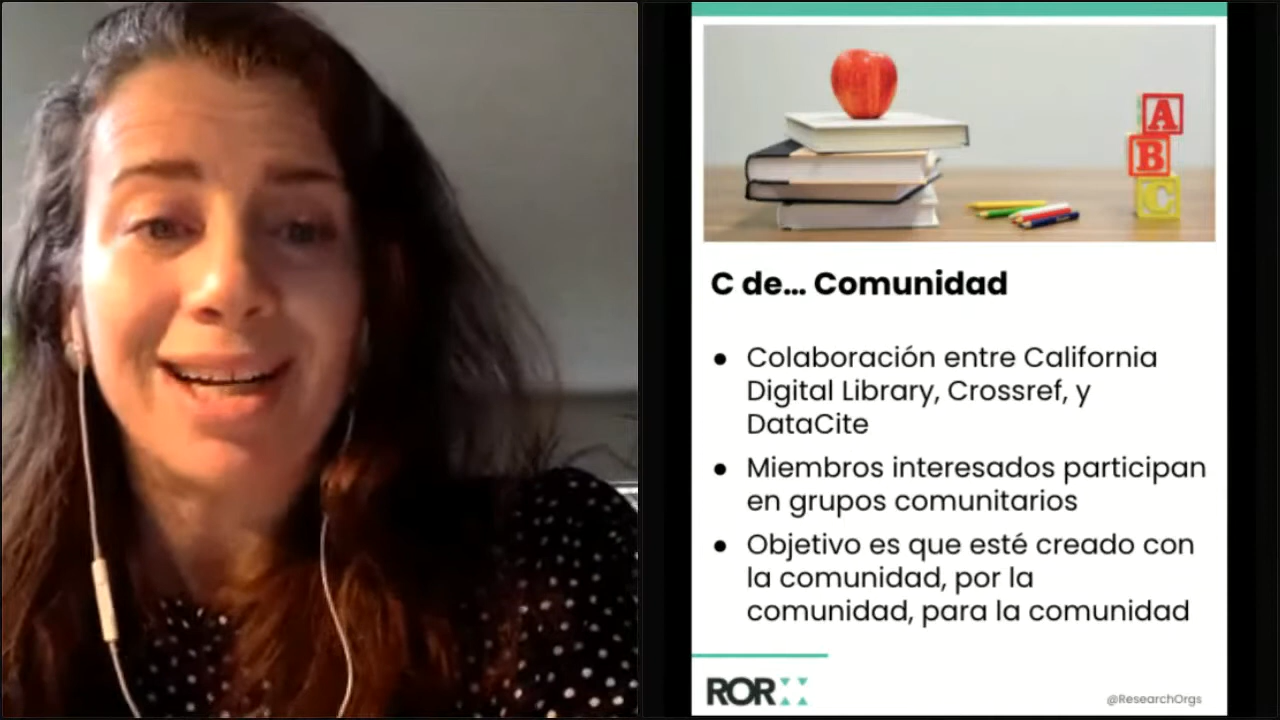 A
B
C
C de... Comunidad
● Colaboración entre California
Digital Library, Crossref, y
DataCite
● Miembros interesados participan
en grupos comunitarios
● Objetivo es que esté creado con
la comunidad, por la
comunidad, para la comunidad
ROR
@ResearchOrgs